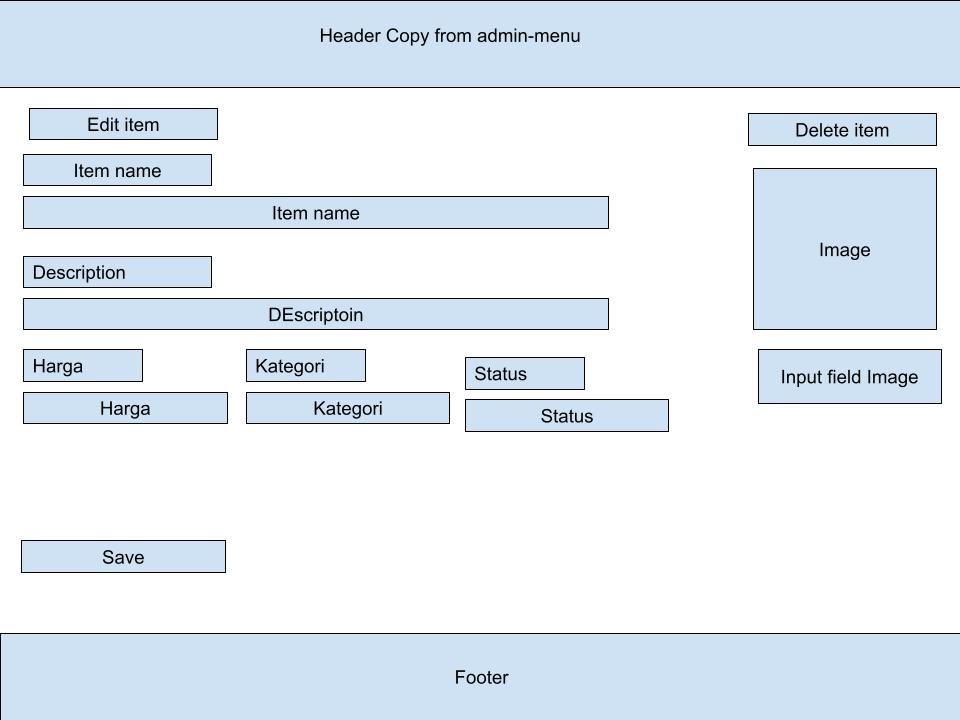 Header Copy from admin-menu
Edit item
Delete item
Item name
Item name
Image
Description
DEscriptoin
Harga
Kategori
Status
Input field Image
Harga
Kategori
Status
Save
Footer